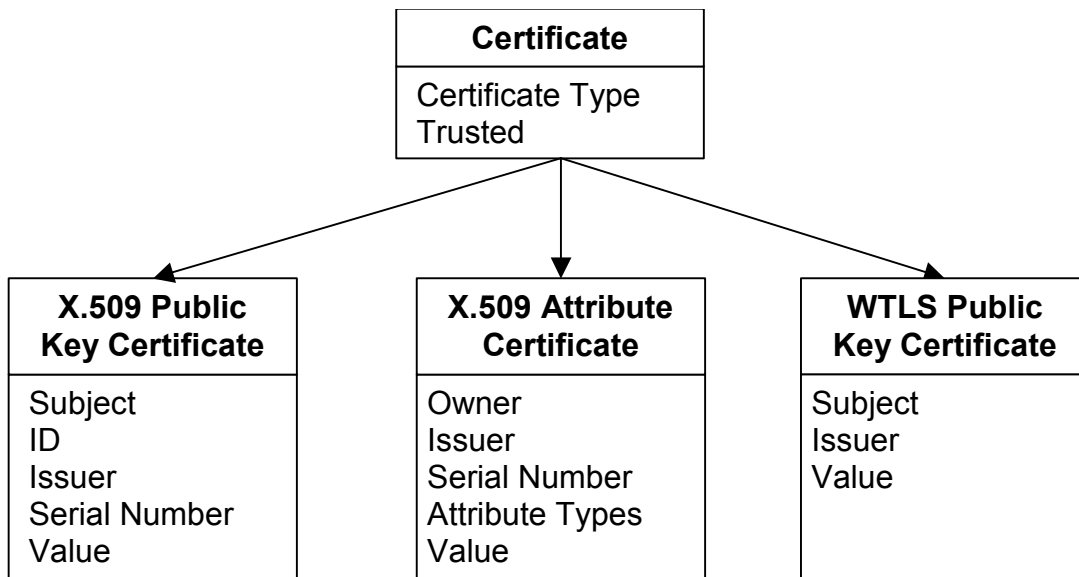 Certificate
Certificate Type
Trusted
X.509 Public
Key Certificate
Subject
ID
Issuer
Serial Number
Value
X.509 Attribute
Certificate
Owner
Issuer
Serial Number
Attribute Types
Value
WTLS Public
Key Certificate
Subject
Issuer
Value